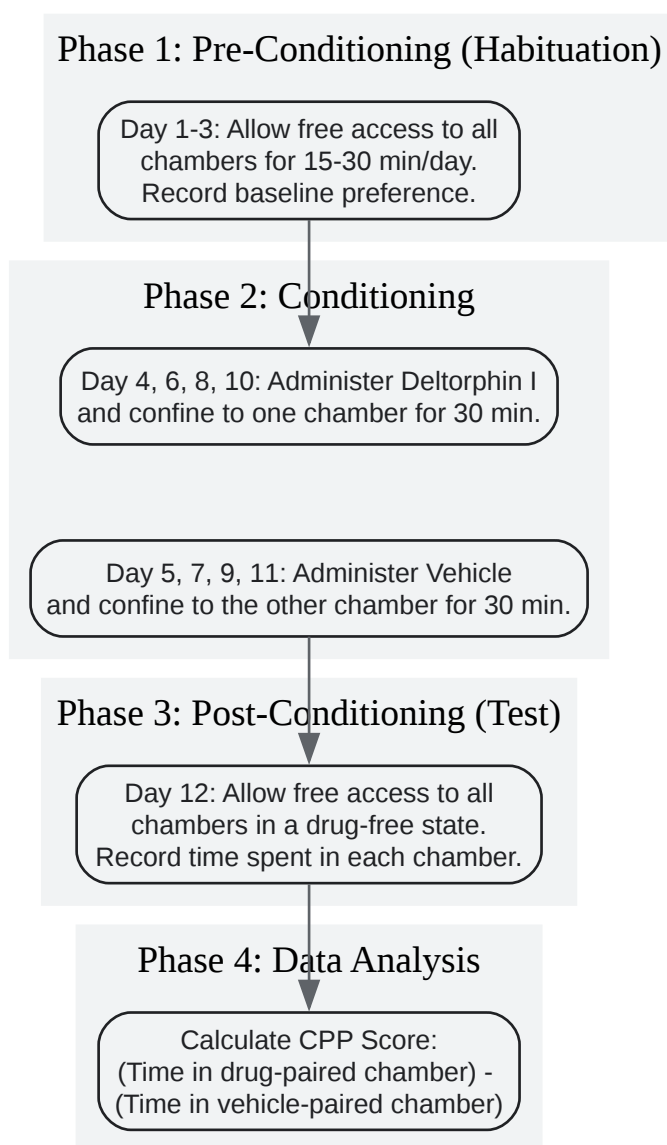 Phase 1: Pre-Conditioning (Habituation)
Day 1-3: Allow free access to all
chambers for 15-30 min/day.
Record baseline preference.
Phase 2: Conditioning
Day 4, 6, 8, 10: Administer Deltorphin I
and confine to one chamber for 30 min.
Day 5, 7, 9, 11: Administer Vehicle
and confine to the other chamber for 30 min.
Phase 3: Post-Conditioning (Test)
Day 12: Allow free access to all
chambers in a drug-free state.
Record time spent in each chamber.
Phase 4: Data Analysis
Calculate CPP Score:
(Time in drug-paired chamber) -
(Time in vehicle-paired chamber)